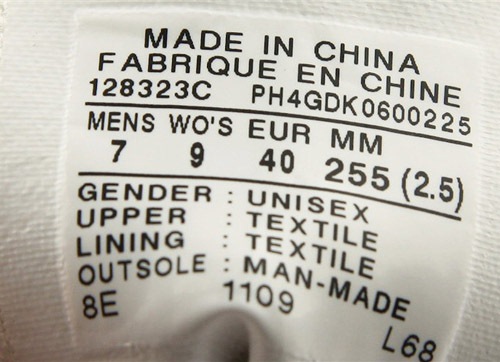 MADE IN CHINA
FABRIQUE EN CHINE
128323C PH4GDK0600225
MENS WO'S EUR MM
7 9 40 255 (2.5)
GENDER : UNISEX
UPPER : TEXTILE
LINING : TEXTILE
OUTSOLE : MAN-MADE
8E 1109 L68